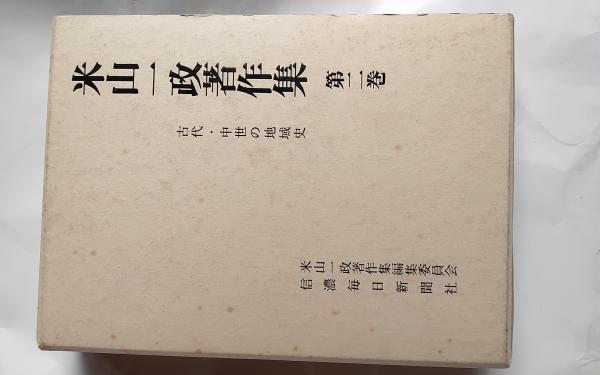 米山一政著作集 第二巻
古代・中世の地域史
米山一政著作集編集委員会
信濃毎日新聞社